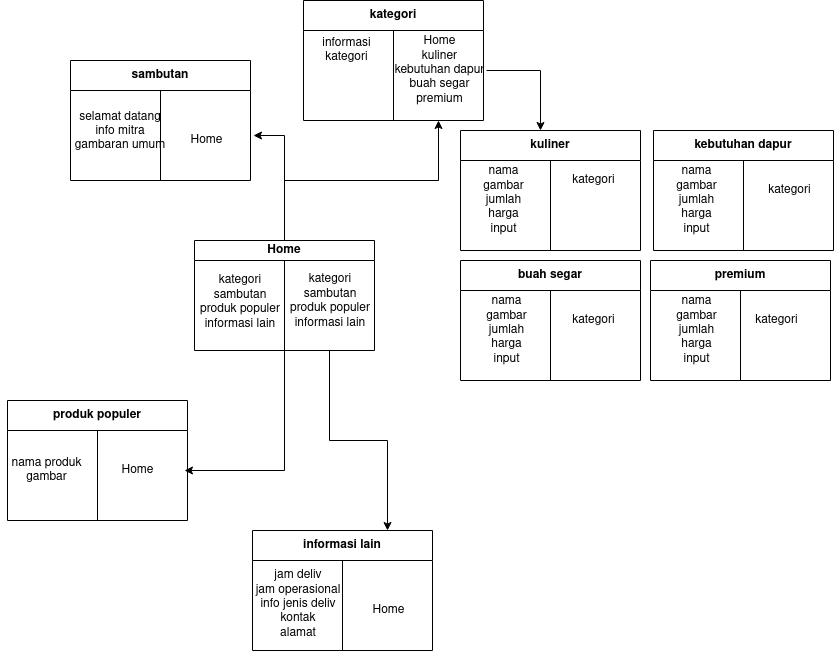 kategori
informasi
kategori
Home
kuliner
kebutuhan dapur
buah segar
premium
sambutan
selamat datang
info mitra
gambaran umum
Home
kuliner
nama
gambar
jumlah
harga
input
kategori
kebutuhan dapur
nama
gambar
jumlah
harga
input
kategori
Home
kategori
sambutan
produk populer
informasi lain
kategori
sambutan
produk populer
informasi lain
buah segar
nama
gambar
jumlah
harga
input
kategori
premium
nama
gambar
jumlah
harga
input
kategori
produk populer
nama produk
gambar
Home
informasi lain
jam deliv
jam operasional
info jenis deliv
kontak
alamat
Home